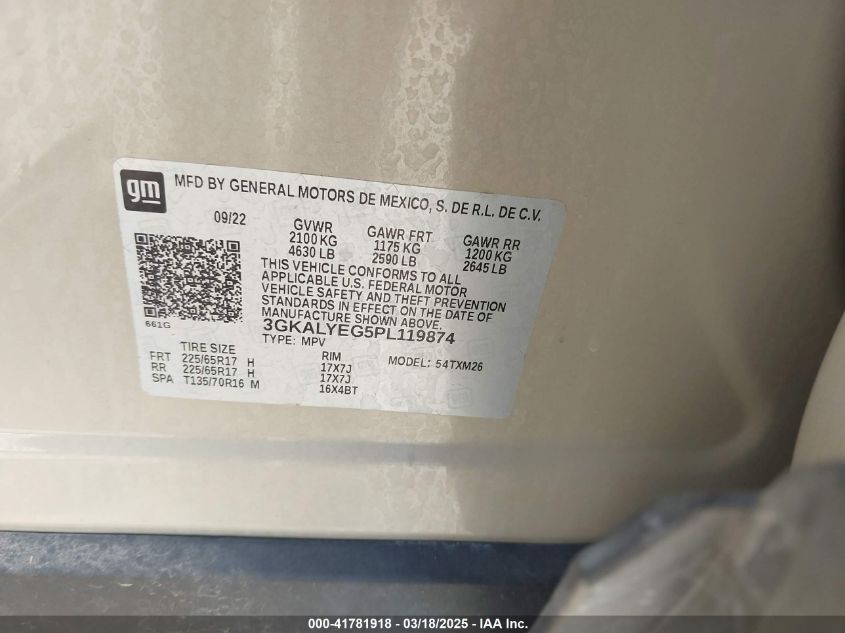 gm
MFD BY GENERAL MOTORS DE MEXICO, S. DE R.L. DE C.V.
09/22 GVWR GAWR FRT GAWR RR
2100 KG 1175 KG 1200 KG
4630 LB 2590 LB 2645 LB
THIS VEHICLE CONFORMS TO ALL
APPLICABLE U.S. FEDERAL MOTOR
VEHICLE SAFETY AND THEFT PREVENTION
STANDARDS IN EFFECT ON THE DATE OF
MANUFACTURE SHOWN ABOVE.
661G
3GKALYEG5PL119874
TYPE: MPV MODEL: 54TXM26
TIRE SIZE RIM
FRT 225/65R17 H 17X7J
RR 225/65R17 H 17X7J
SPA T135/70R16 M 16X4BT
000-41781918 - 03/18/2025 - IAA Inc.